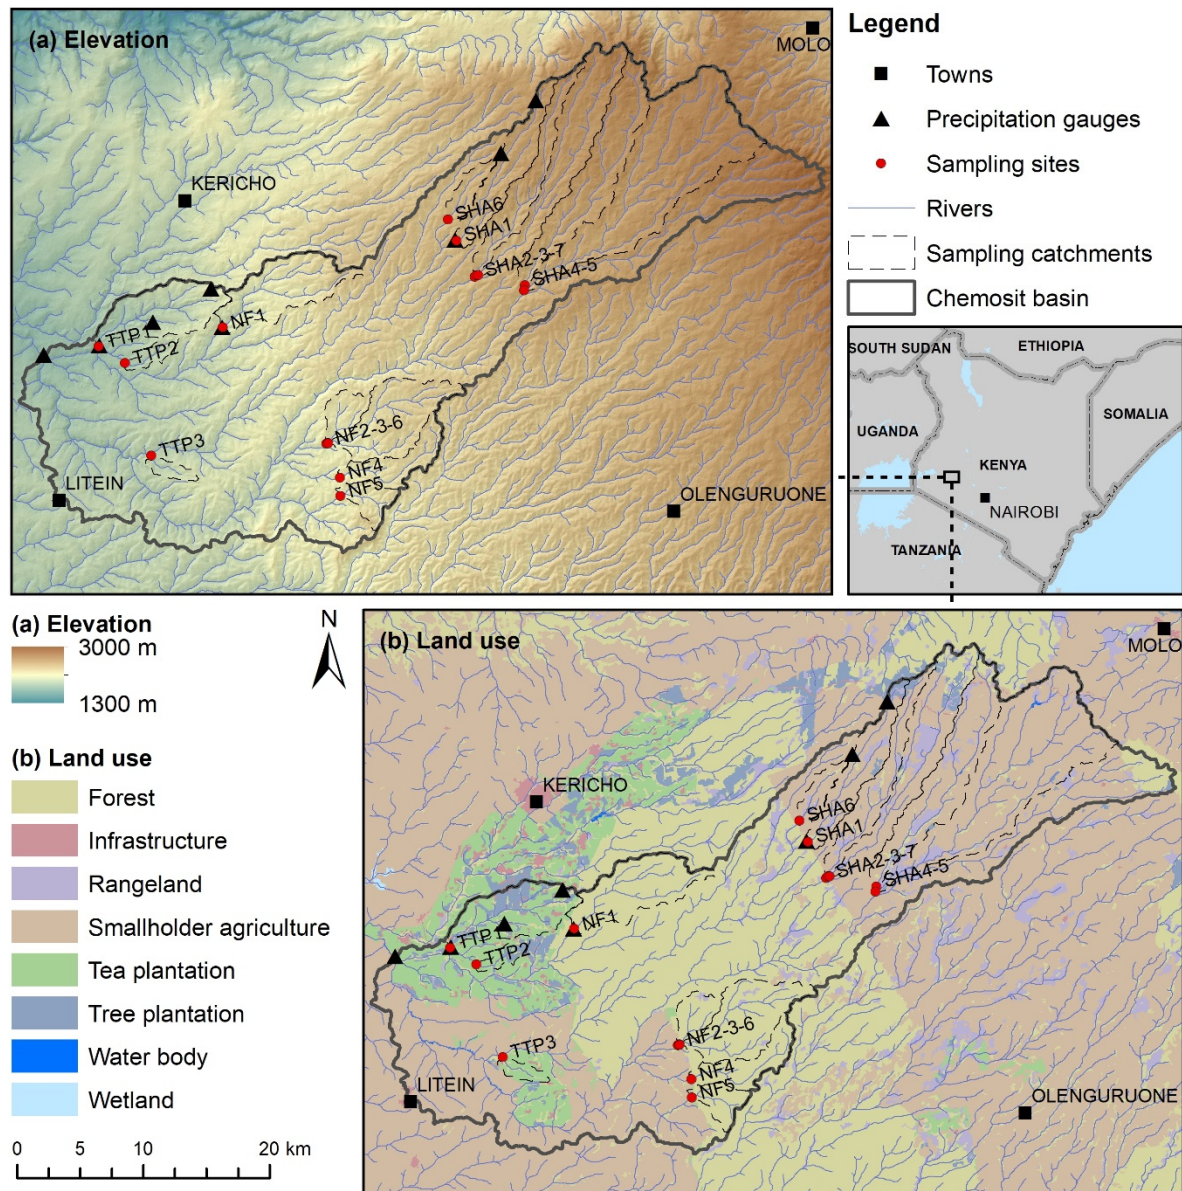 (a) Elevation
MOLO
KERICHO
SHA6
SHA1
SHA2-3-7
SHA4-5
NF1
TTP1
TTP2
TTP3
NF2-3-6
NF4
NF5
LITEIN
OLENGURUONE
Legend
Towns
Precipitation gauges
Sampling sites
Rivers
Sampling catchments
Chemosit basin
SOUTH SUDAN
ETHIOPIA
SOMALIA
UGANDA
KENYA
NAIROBI
TANZANIA
(a) Elevation
3000 m
1300 m
N
(b) Land use
Forest
Infrastructure
Rangeland
Smallholder agriculture
Tea plantation
Tree plantation
Water body
Wetland
0 5 10 20 km
(b) Land use
MOLO
KERICHO
SHA6
SHA1
SHA2-3-7
SHA4-5
NF1
TTP1
TTP2
TTP3
NF2-3-6
NF4
NF5
LITEIN
OLENGURUONE